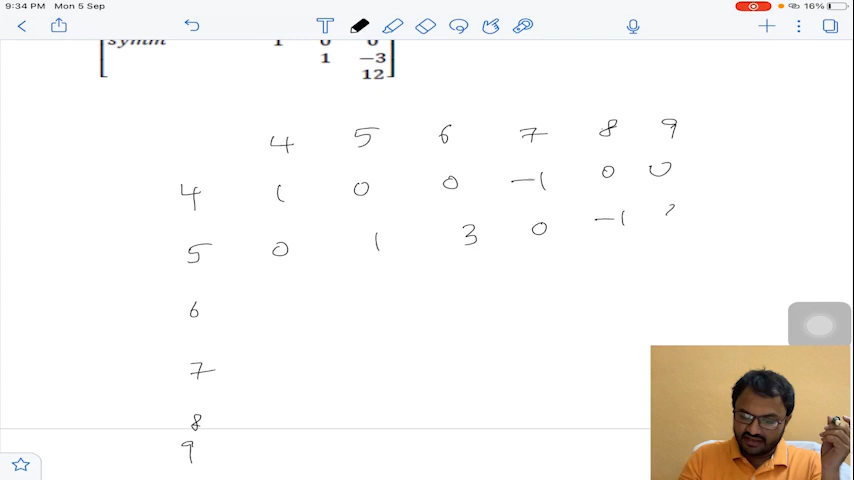 9:34 PM Mon 5 Sep
16%
symm 1 0 0
1 −3
12
4 5 6 7 8 9
4 1 0 0 −1 0 0
5 0 1 3 0 −1
6
7
8
9